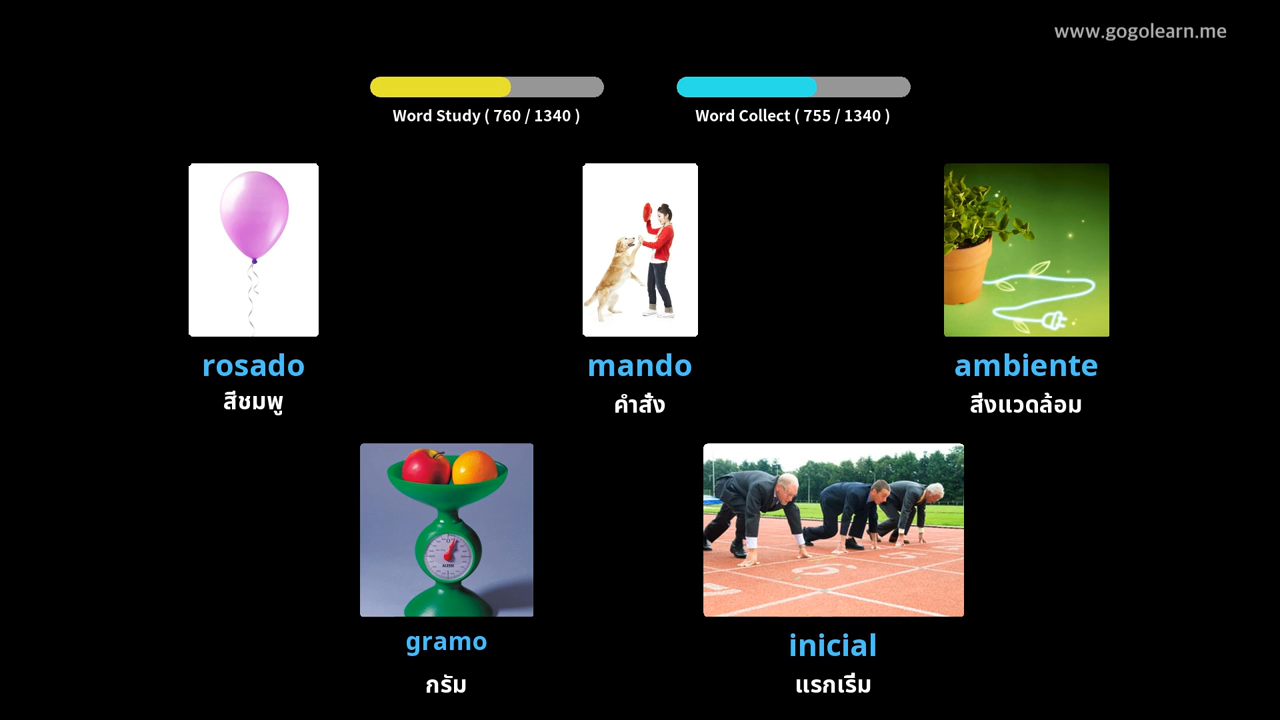 www.gogolearn.me
Word Study ( 760 / 1340 )
Word Collect ( 755 / 1340 )
rosado
สีชมพู
mando
คำสั่ง
ambiente
สิ่งแวดล้อม
gramo
กรัม
inicial
แรกเริ่ม